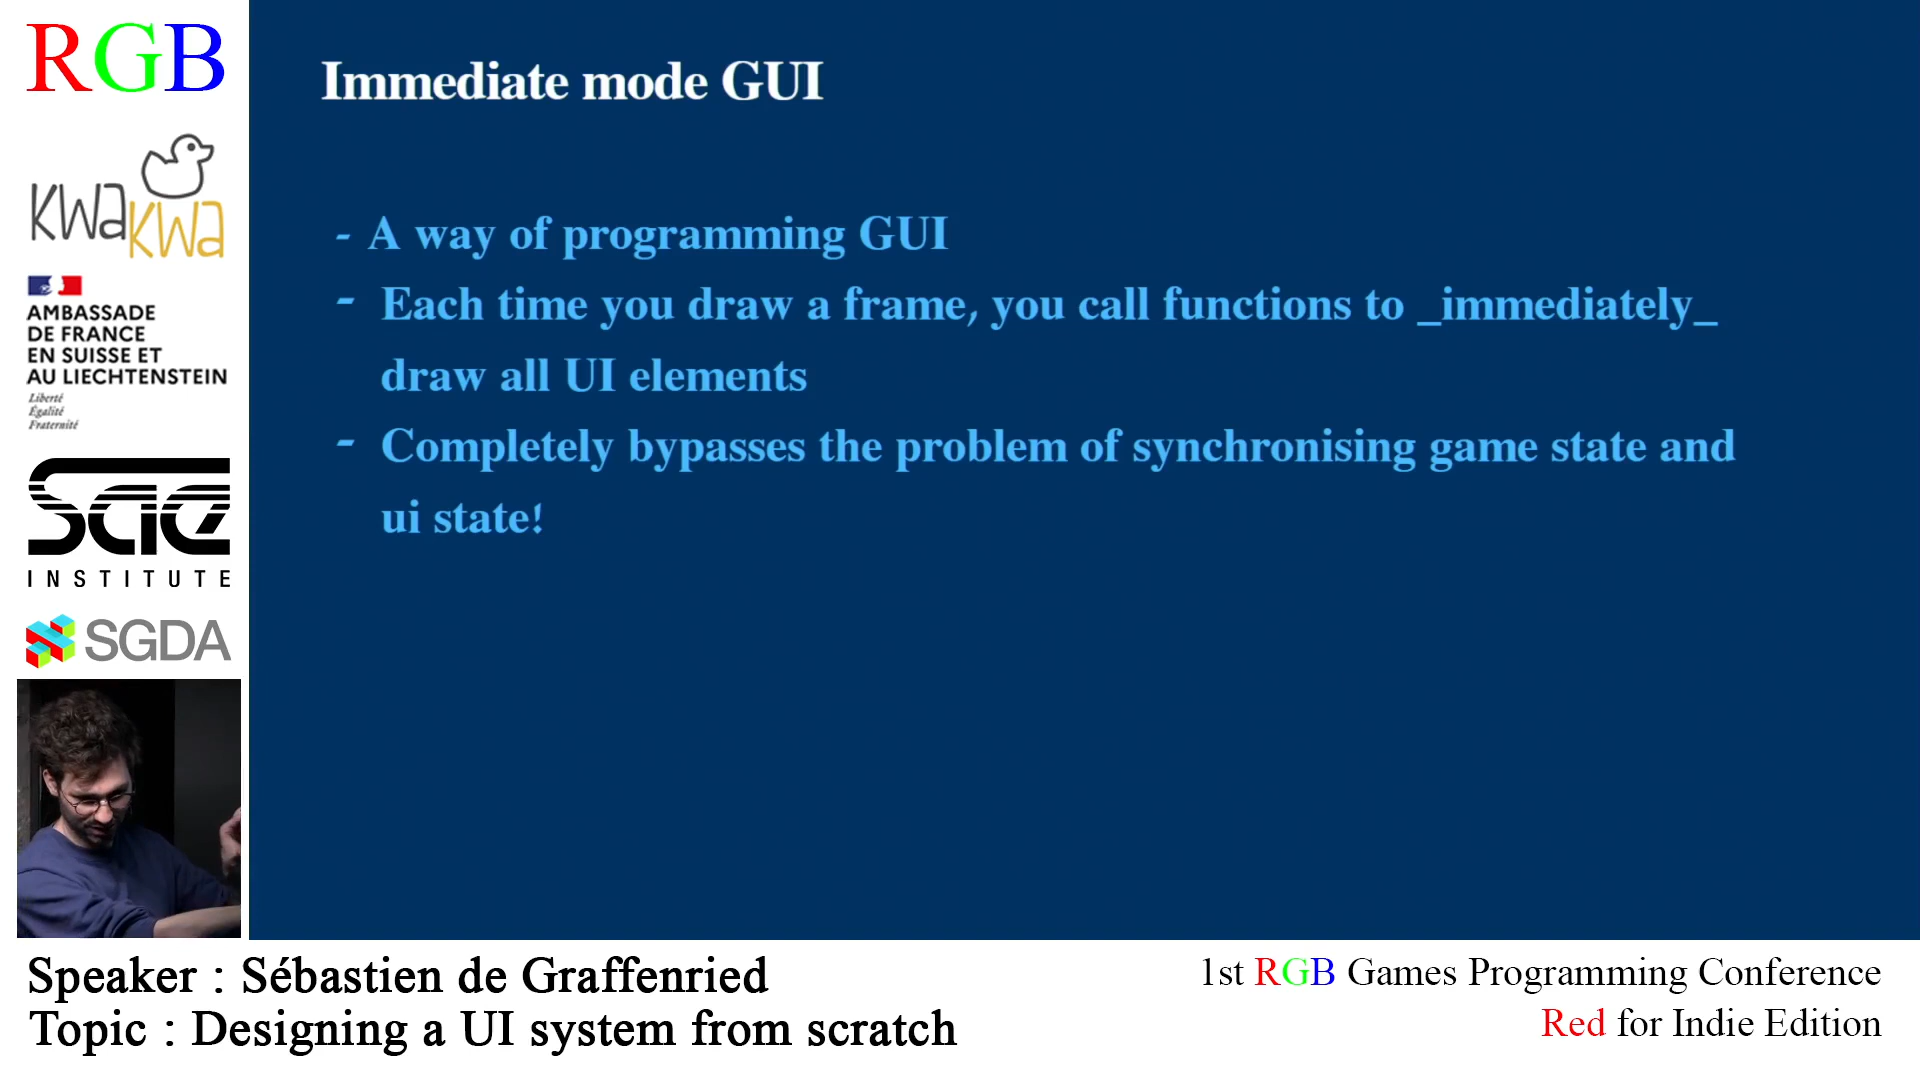 RGB
KWAKWA
AMBASSADE
DE FRANCE
EN SUISSE ET
AU LIECHTENSTEIN
Liberté
Égalité
Fraternité
SAE
INSTITUTE
SGDA
Immediate mode GUI
- A way of programming GUI
- Each time you draw a frame, you call functions to _immediately_
draw all UI elements
- Completely bypasses the problem of synchronising game state and
ui state!
Speaker : Sébastien de Graffenried
Topic : Designing a UI system from scratch
1st RGB Games Programming Conference
Red for Indie Edition